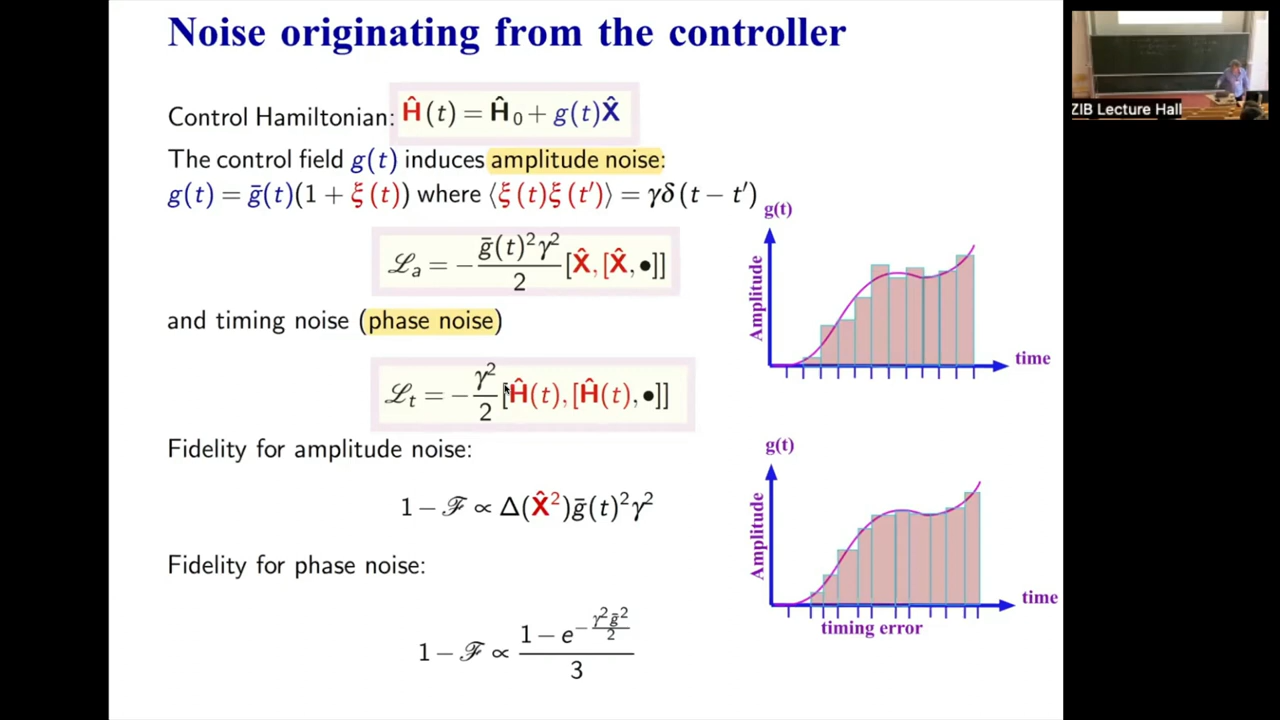 Noise originating from the controller
Control Hamiltonian: Ĥ(t) = Ĥ₀ + g(t)X̂
The control field g(t) induces amplitude noise:
g(t) = ḡ(t)(1 + ξ(t)) where ⟨ξ(t)ξ(t′)⟩ = γδ(t − t′)
ℒₐ = −ḡ(t)²γ²/2 [X̂, [X̂, •]]
and timing noise (phase noise)
ℒₜ = −γ²/2 [Ĥ(t), [Ĥ(t), •]]
Fidelity for amplitude noise:
1 − ℱ ∝ Δ(X̂²)ḡ(t)²γ²
Fidelity for phase noise:
1 − ℱ ∝ (1 − e^(−γ²ḡ²/2))/3
g(t)
Amplitude
time
g(t)
Amplitude
time
timing error
ZIB Lecture Hall